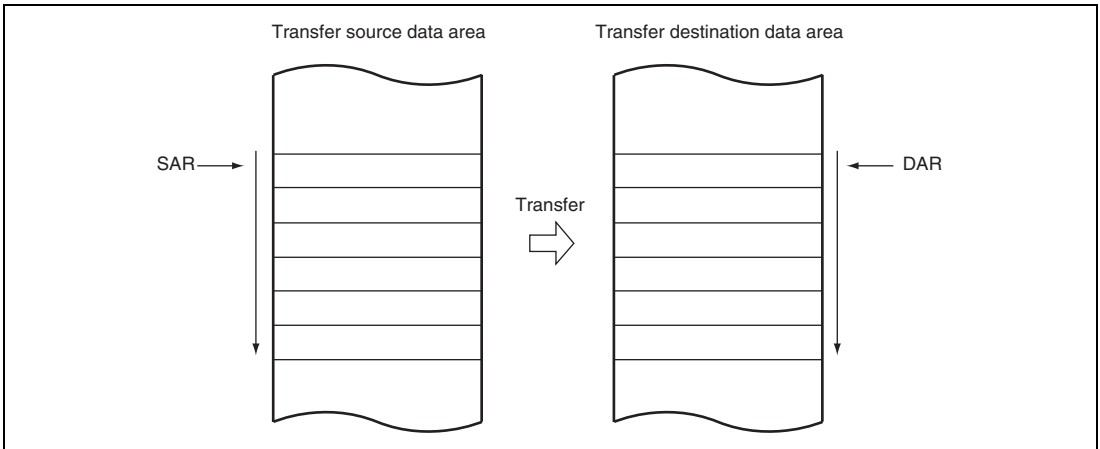 Transfer source data area
Transfer destination data area
SAR
DAR
Transfer